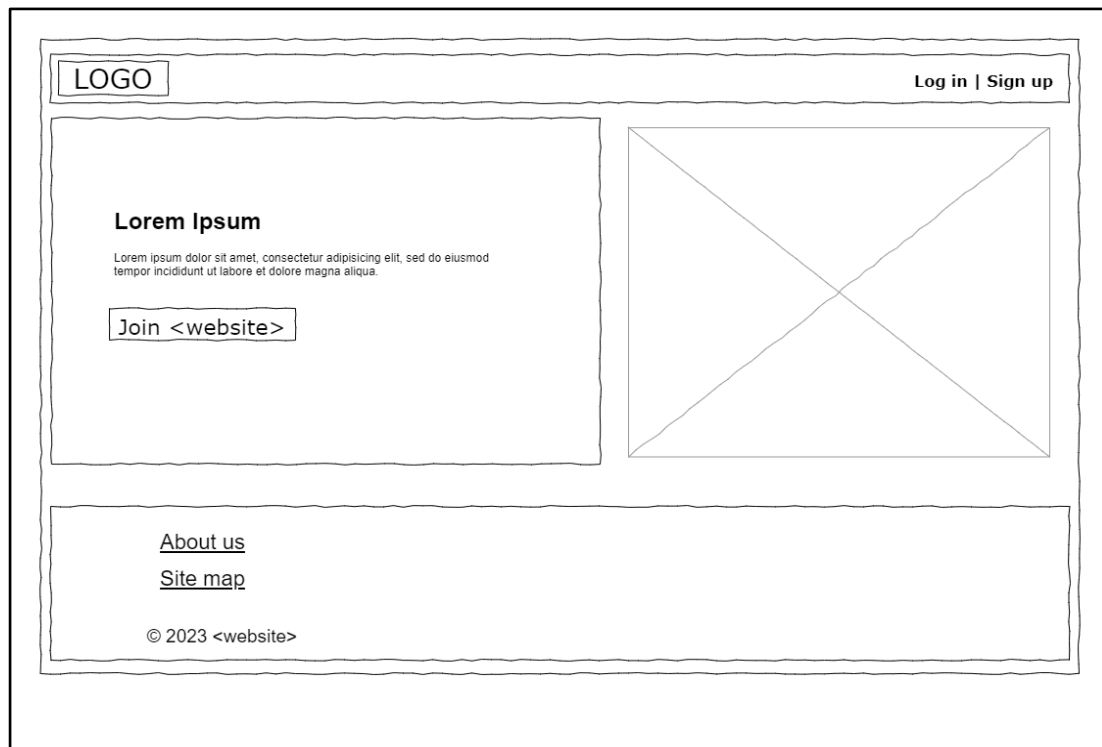 LOGO
Log in | Sign up
Lorem Ipsum
Lorem ipsum dolor sit amet, consectetur adipisicing elit, sed do eiusmod
tempor incididunt ut labore et dolore magna aliqua.
Join <website>
About us
Site map
© 2023 <website>